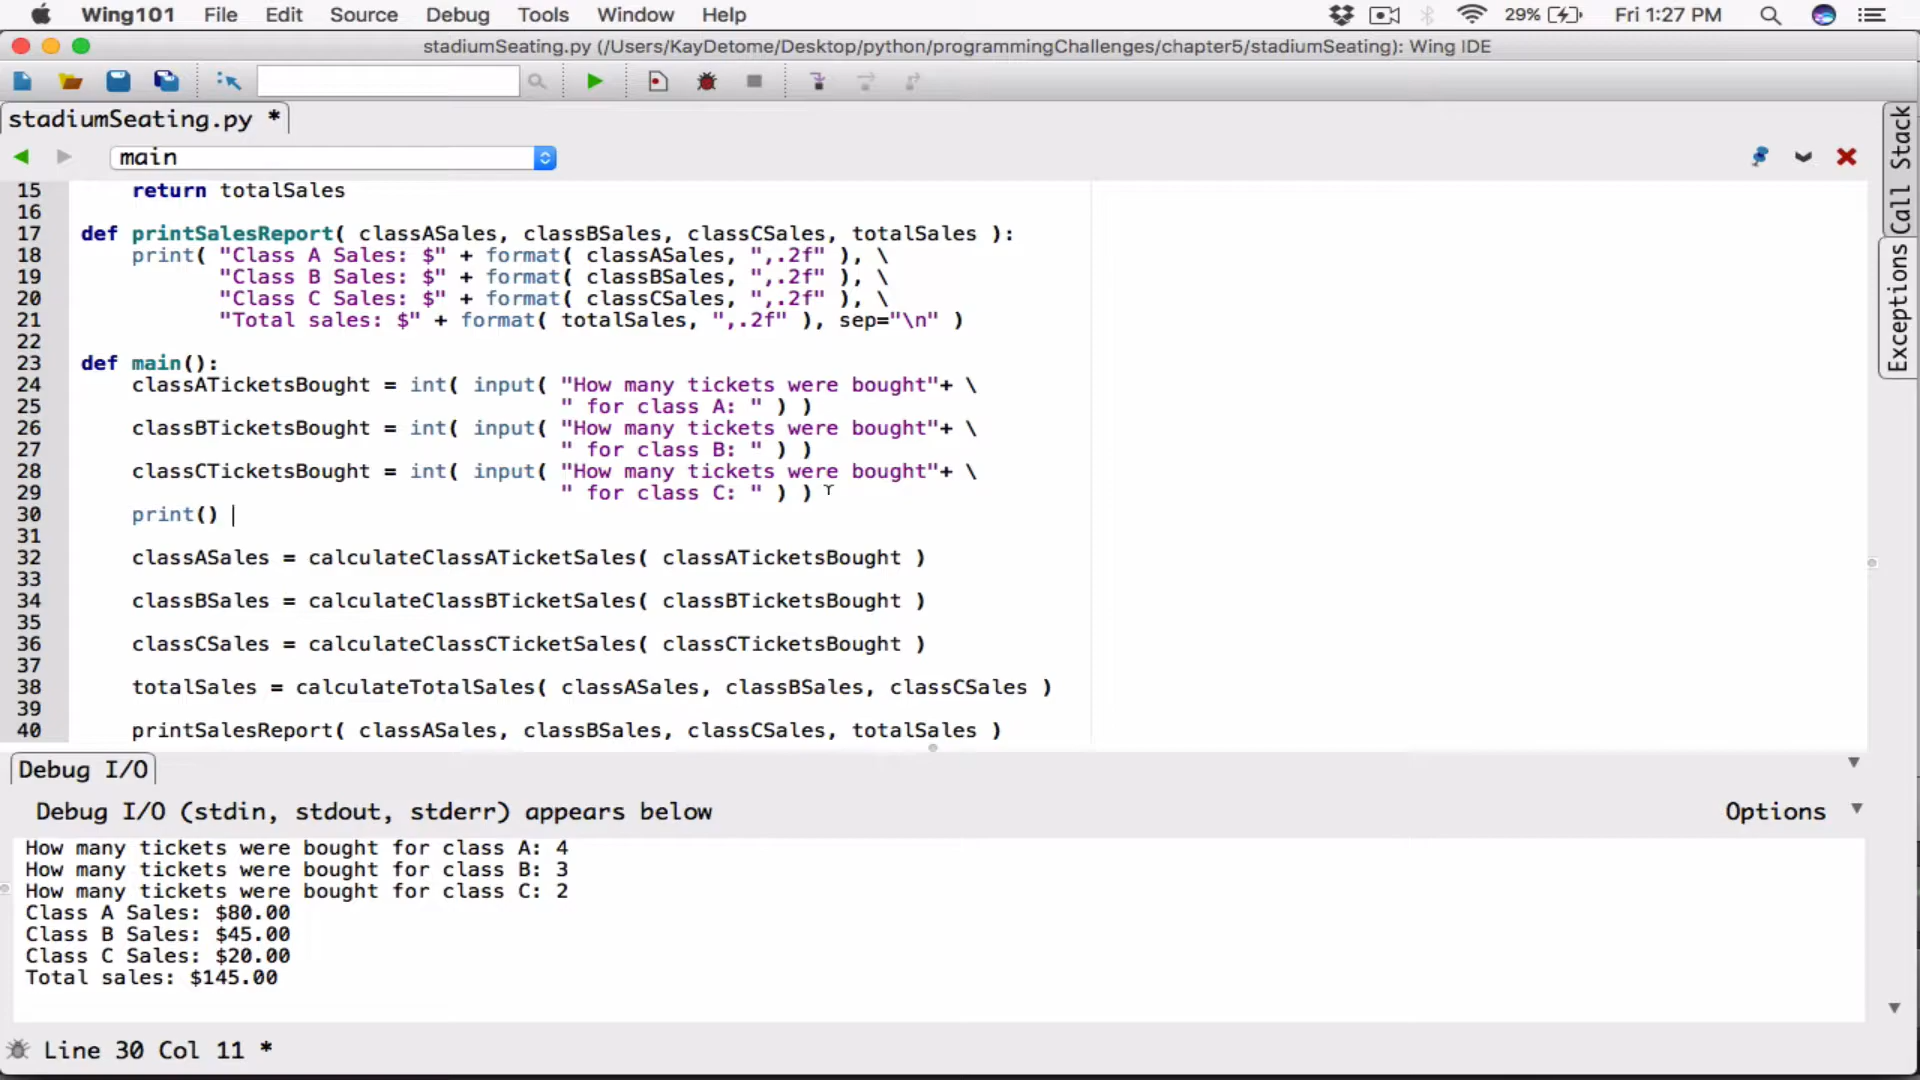 Wing101 File Edit Source Debug Tools Window Help 29% Fri 1:27 PM
stadiumSeating.py (/Users/KayDetome/Desktop/python/programmingChallenges/chapter5/stadiumSeating): Wing IDE
stadiumSeating.py *
main
15 return totalSales
16
17 def printSalesReport( classASales, classBSales, classCSales, totalSales ):
18 print( "Class A Sales: $" + format( classASales, ",.2f" ), \
19 "Class B Sales: $" + format( classBSales, ",.2f" ), \
20 "Class C Sales: $" + format( classCSales, ",.2f" ), \
21 "Total sales: $" + format( totalSales, ",.2f" ), sep="\n" )
22
23 def main():
24 classATicketsBought = int( input( "How many tickets were bought"+ \
25 " for class A: " ) )
26 classBTicketsBought = int( input( "How many tickets were bought"+ \
27 " for class B: " ) )
28 classCTicketsBought = int( input( "How many tickets were bought"+ \
29 " for class C: " ) )
30 print()
31
32 classASales = calculateClassATicketSales( classATicketsBought )
33
34 classBSales = calculateClassBTicketSales( classBTicketsBought )
35
36 classCSales = calculateClassCTicketSales( classCTicketsBought )
37
38 totalSales = calculateTotalSales( classASales, classBSales, classCSales )
39
40 printSalesReport( classASales, classBSales, classCSales, totalSales )
Call Stack
Exceptions
Debug I/O
Debug I/O (stdin, stdout, stderr) appears below Options
How many tickets were bought for class A: 4
How many tickets were bought for class B: 3
How many tickets were bought for class C: 2
Class A Sales: $80.00
Class B Sales: $45.00
Class C Sales: $20.00
Total sales: $145.00
Line 30 Col 11 *